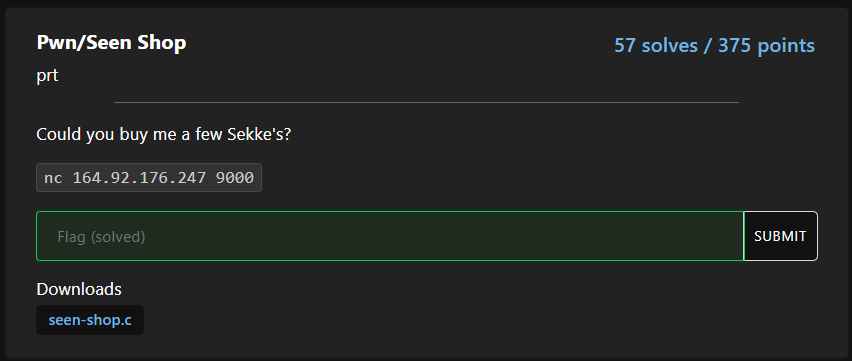 Pwn/Seen Shop
57 solves / 375 points
prt
Could you buy me a few Sekke's?
nc 164.92.176.247 9000
Flag (solved)
SUBMIT
Downloads
seen-shop.c